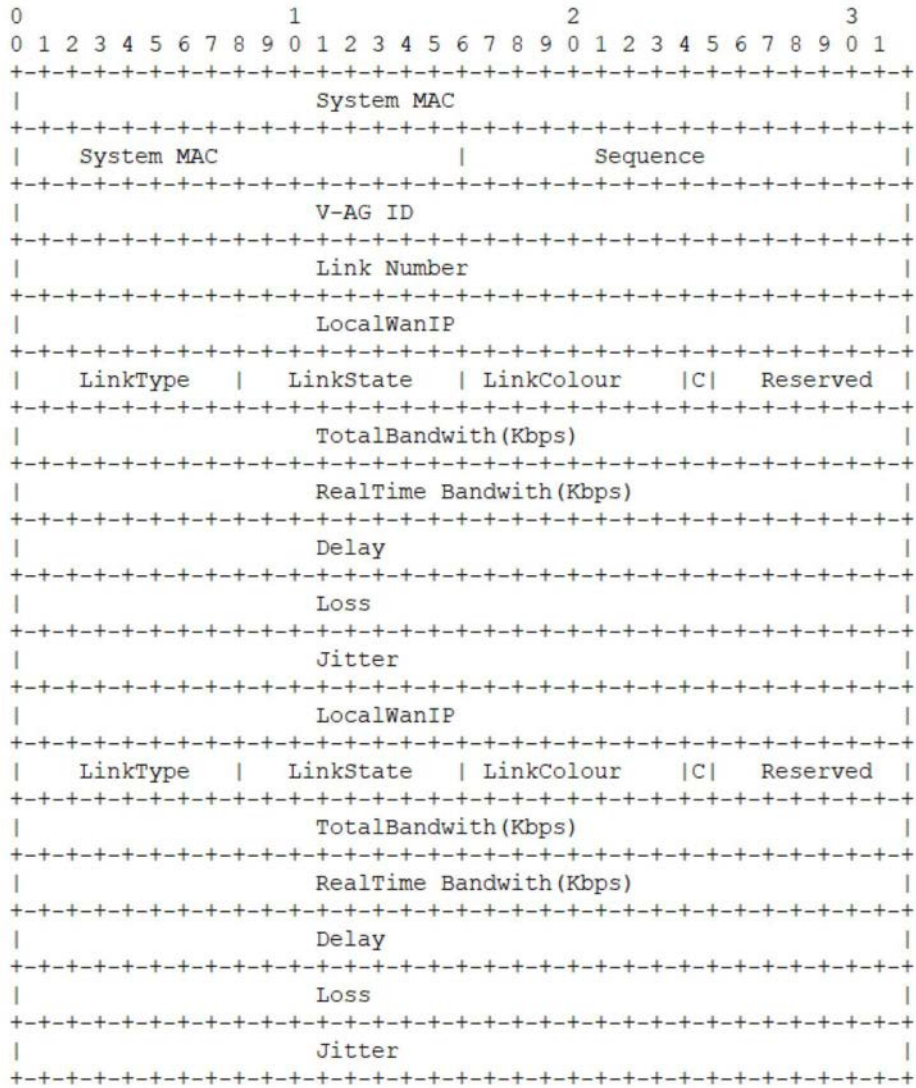 0                   1                   2                   3
0 1 2 3 4 5 6 7 8 9 0 1 2 3 4 5 6 7 8 9 0 1 2 3 4 5 6 7 8 9 0 1
+-+-+-+-+-+-+-+-+-+-+-+-+-+-+-+-+-+-+-+-+-+-+-+-+-+-+-+-+-+-+-+-+
|                     System MAC                                |
+-+-+-+-+-+-+-+-+-+-+-+-+-+-+-+-+-+-+-+-+-+-+-+-+-+-+-+-+-+-+-+-+
|    System MAC                 |         Sequence              |
+-+-+-+-+-+-+-+-+-+-+-+-+-+-+-+-+-+-+-+-+-+-+-+-+-+-+-+-+-+-+-+-+
|                     V-AG ID                                   |
+-+-+-+-+-+-+-+-+-+-+-+-+-+-+-+-+-+-+-+-+-+-+-+-+-+-+-+-+-+-+-+-+
|                     Link Number                               |
+-+-+-+-+-+-+-+-+-+-+-+-+-+-+-+-+-+-+-+-+-+-+-+-+-+-+-+-+-+-+-+-+
|                     LocalWanIP                                |
+-+-+-+-+-+-+-+-+-+-+-+-+-+-+-+-+-+-+-+-+-+-+-+-+-+-+-+-+-+-+-+-+
|    LinkType   |   LinkState   | LinkColour    |C|   Reserved  |
+-+-+-+-+-+-+-+-+-+-+-+-+-+-+-+-+-+-+-+-+-+-+-+-+-+-+-+-+-+-+-+-+
|                     TotalBandwith(Kbps)                       |
+-+-+-+-+-+-+-+-+-+-+-+-+-+-+-+-+-+-+-+-+-+-+-+-+-+-+-+-+-+-+-+-+
|                     RealTime Bandwith(Kbps)                   |
+-+-+-+-+-+-+-+-+-+-+-+-+-+-+-+-+-+-+-+-+-+-+-+-+-+-+-+-+-+-+-+-+
|                     Delay                                     |
+-+-+-+-+-+-+-+-+-+-+-+-+-+-+-+-+-+-+-+-+-+-+-+-+-+-+-+-+-+-+-+-+
|                     Loss                                      |
+-+-+-+-+-+-+-+-+-+-+-+-+-+-+-+-+-+-+-+-+-+-+-+-+-+-+-+-+-+-+-+-+
|                     Jitter                                    |
+-+-+-+-+-+-+-+-+-+-+-+-+-+-+-+-+-+-+-+-+-+-+-+-+-+-+-+-+-+-+-+-+
|                     LocalWanIP                                |
+-+-+-+-+-+-+-+-+-+-+-+-+-+-+-+-+-+-+-+-+-+-+-+-+-+-+-+-+-+-+-+-+
|    LinkType   |   LinkState   | LinkColour    |C|   Reserved  |
+-+-+-+-+-+-+-+-+-+-+-+-+-+-+-+-+-+-+-+-+-+-+-+-+-+-+-+-+-+-+-+-+
|                     TotalBandwith(Kbps)                       |
+-+-+-+-+-+-+-+-+-+-+-+-+-+-+-+-+-+-+-+-+-+-+-+-+-+-+-+-+-+-+-+-+
|                     RealTime Bandwith(Kbps)                   |
+-+-+-+-+-+-+-+-+-+-+-+-+-+-+-+-+-+-+-+-+-+-+-+-+-+-+-+-+-+-+-+-+
|                     Delay                                     |
+-+-+-+-+-+-+-+-+-+-+-+-+-+-+-+-+-+-+-+-+-+-+-+-+-+-+-+-+-+-+-+-+
|                     Loss                                      |
+-+-+-+-+-+-+-+-+-+-+-+-+-+-+-+-+-+-+-+-+-+-+-+-+-+-+-+-+-+-+-+-+
|                     Jitter                                    |
+-+-+-+-+-+-+-+-+-+-+-+-+-+-+-+-+-+-+-+-+-+-+-+-+-+-+-+-+-+-+-+-+